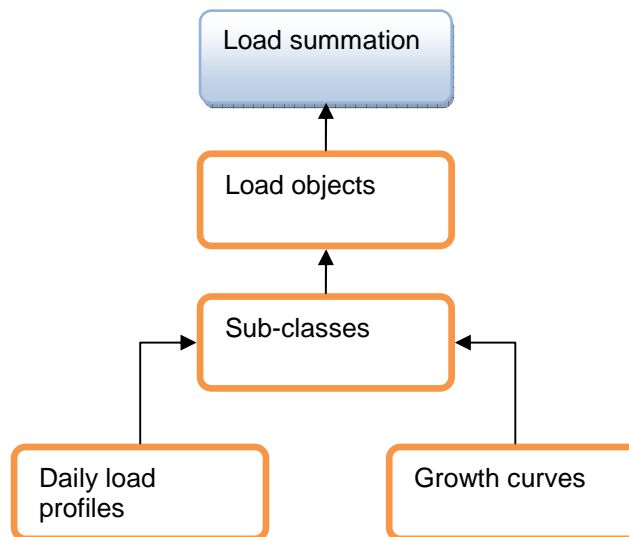 Load summation
Load objects
Sub-classes
Daily load
profiles
Growth curves